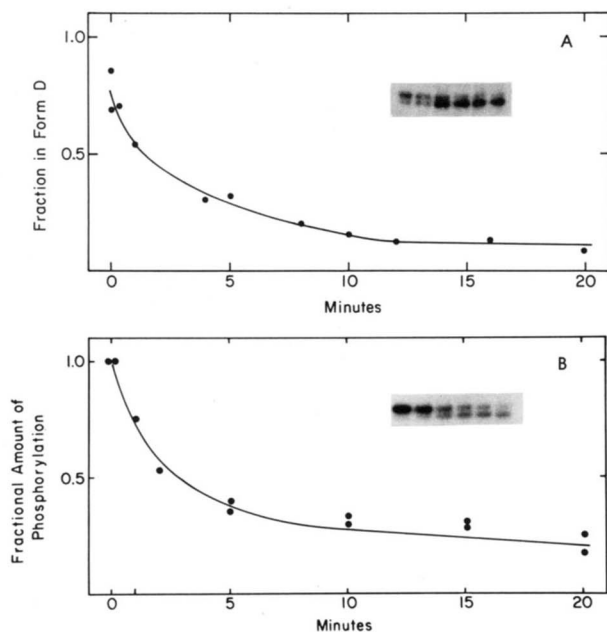 A
1.0
0.5
Fraction in Form D
0 5 10 15 20
Minutes
B
1.0
0.5
Fractional Amount of
Phosphorylation
0 5 10 15 20
Minutes